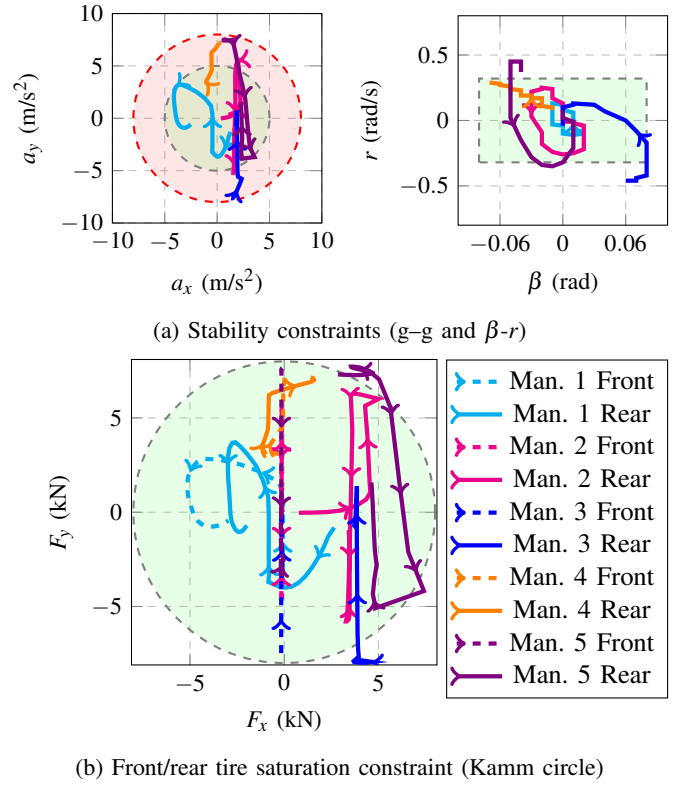 10
5
0
−5
−10
−10
−5
0
5
10
a_y (m/s²)
a_x (m/s²)
0.5
0
−0.5
−0.06
0
0.06
r (rad/s)
β (rad)
(a) Stability constraints (g–g and β-r)
5
0
−5
−5
0
5
F_y (kN)
F_x (kN)
Man. 1 Front
Man. 1 Rear
Man. 2 Front
Man. 2 Rear
Man. 3 Front
Man. 3 Rear
Man. 4 Front
Man. 4 Rear
Man. 5 Front
Man. 5 Rear
(b) Front/rear tire saturation constraint (Kamm circle)